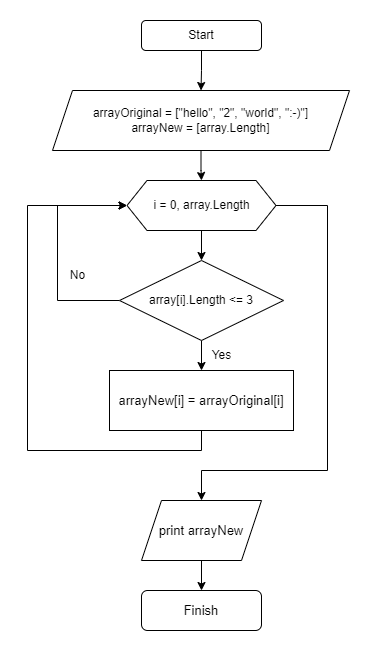 Start
arrayOriginal = ["hello", "2", "world", ":-)"]
arrayNew = [array.Length]
i = 0, array.Length
No
array[i].Length <= 3
Yes
arrayNew[i] = arrayOriginal[i]
print arrayNew
Finish